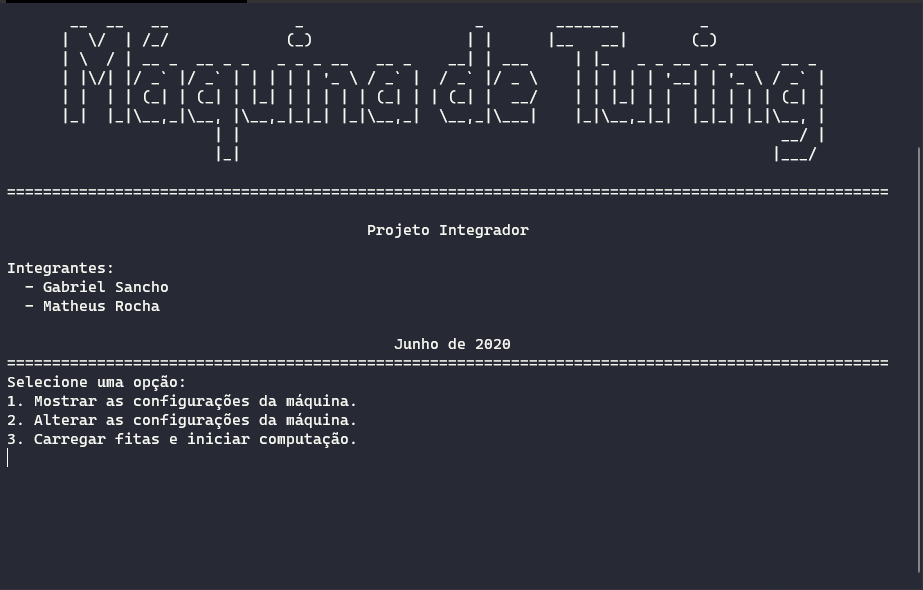 Máquina de Turing
Projeto Integrador
Integrantes:
- Gabriel Sancho
- Matheus Rocha
Junho de 2020
Selecione uma opção:
1. Mostrar as configurações da máquina.
2. Alterar as configurações da máquina.
3. Carregar fitas e iniciar computação.